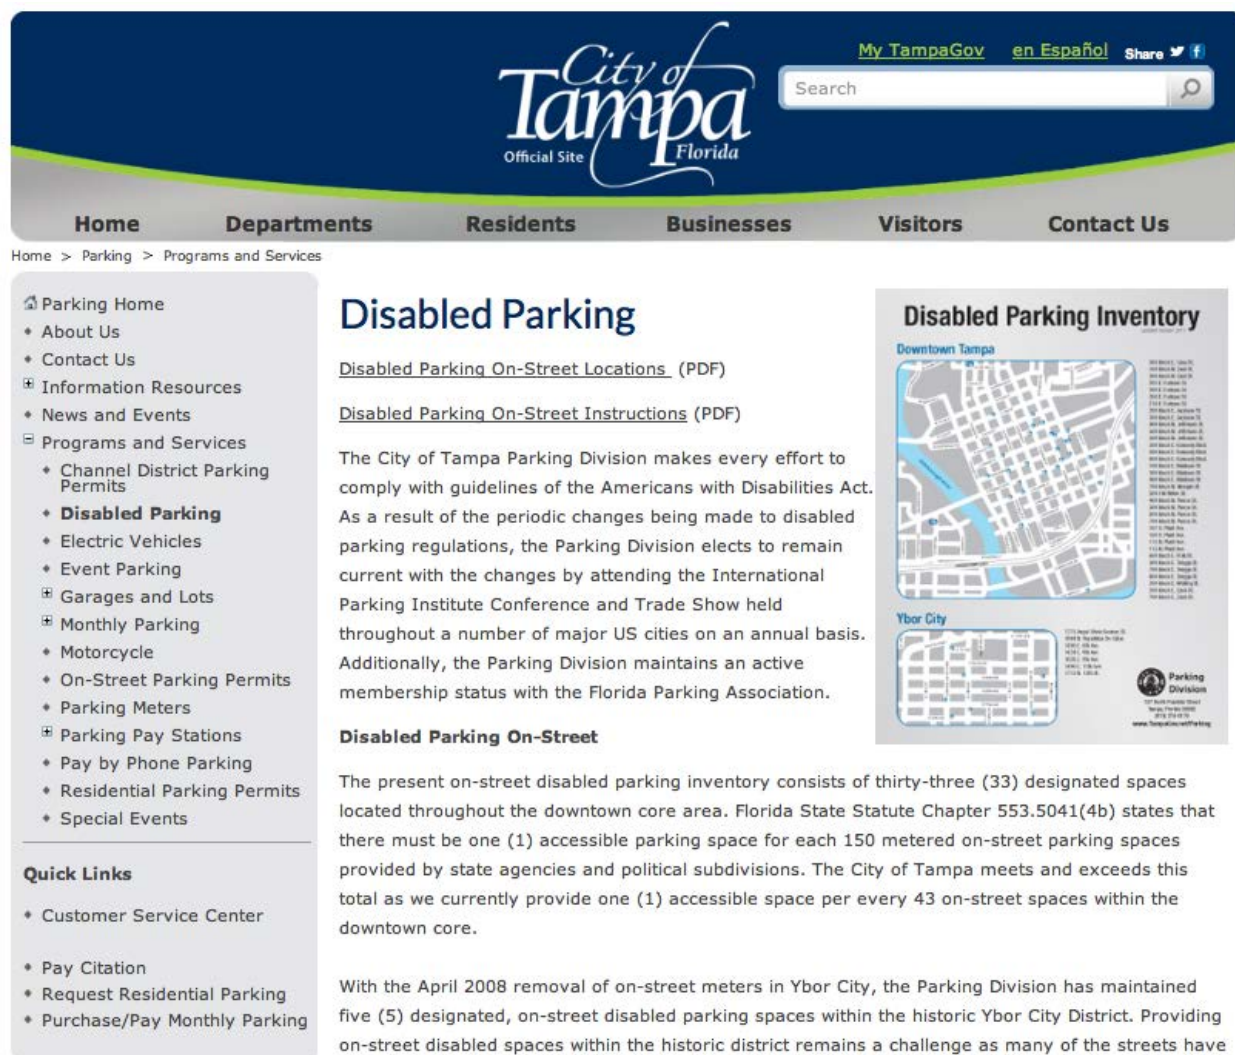 City of
Tampa
Official Site
Florida
My TampaGov
en Español
Share
Search
Home
Departments
Residents
Businesses
Visitors
Contact Us
Home > Parking > Programs and Services
Parking Home
About Us
Contact Us
Information Resources
News and Events
Programs and Services
Channel District Parking
Permits
Disabled Parking
Electric Vehicles
Event Parking
Garages and Lots
Monthly Parking
Motorcycle
On-Street Parking Permits
Parking Meters
Parking Pay Stations
Pay by Phone Parking
Residential Parking Permits
Special Events
Quick Links
Customer Service Center
Pay Citation
Request Residential Parking
Purchase/Pay Monthly Parking
Disabled Parking
Disabled Parking On-Street Locations (PDF)
Disabled Parking On-Street Instructions (PDF)
The City of Tampa Parking Division makes every effort to
comply with guidelines of the Americans with Disabilities Act.
As a result of the periodic changes being made to disabled
parking regulations, the Parking Division elects to remain
current with the changes by attending the International
Parking Institute Conference and Trade Show held
throughout a number of major US cities on an annual basis.
Additionally, the Parking Division maintains an active
membership status with the Florida Parking Association.
Disabled Parking Inventory
Downtown Tampa
Ybor City
Parking
Division
Disabled Parking On-Street
The present on-street disabled parking inventory consists of thirty-three (33) designated spaces
located throughout the downtown core area. Florida State Statute Chapter 553.5041(4b) states that
there must be one (1) accessible parking space for each 150 metered on-street parking spaces
provided by state agencies and political subdivisions. The City of Tampa meets and exceeds this
total as we currently provide one (1) accessible space per every 43 on-street spaces within the
downtown core.
With the April 2008 removal of on-street meters in Ybor City, the Parking Division has maintained
five (5) designated, on-street disabled parking spaces within the historic Ybor City District. Providing
on-street disabled spaces within the historic district remains a challenge as many of the streets have